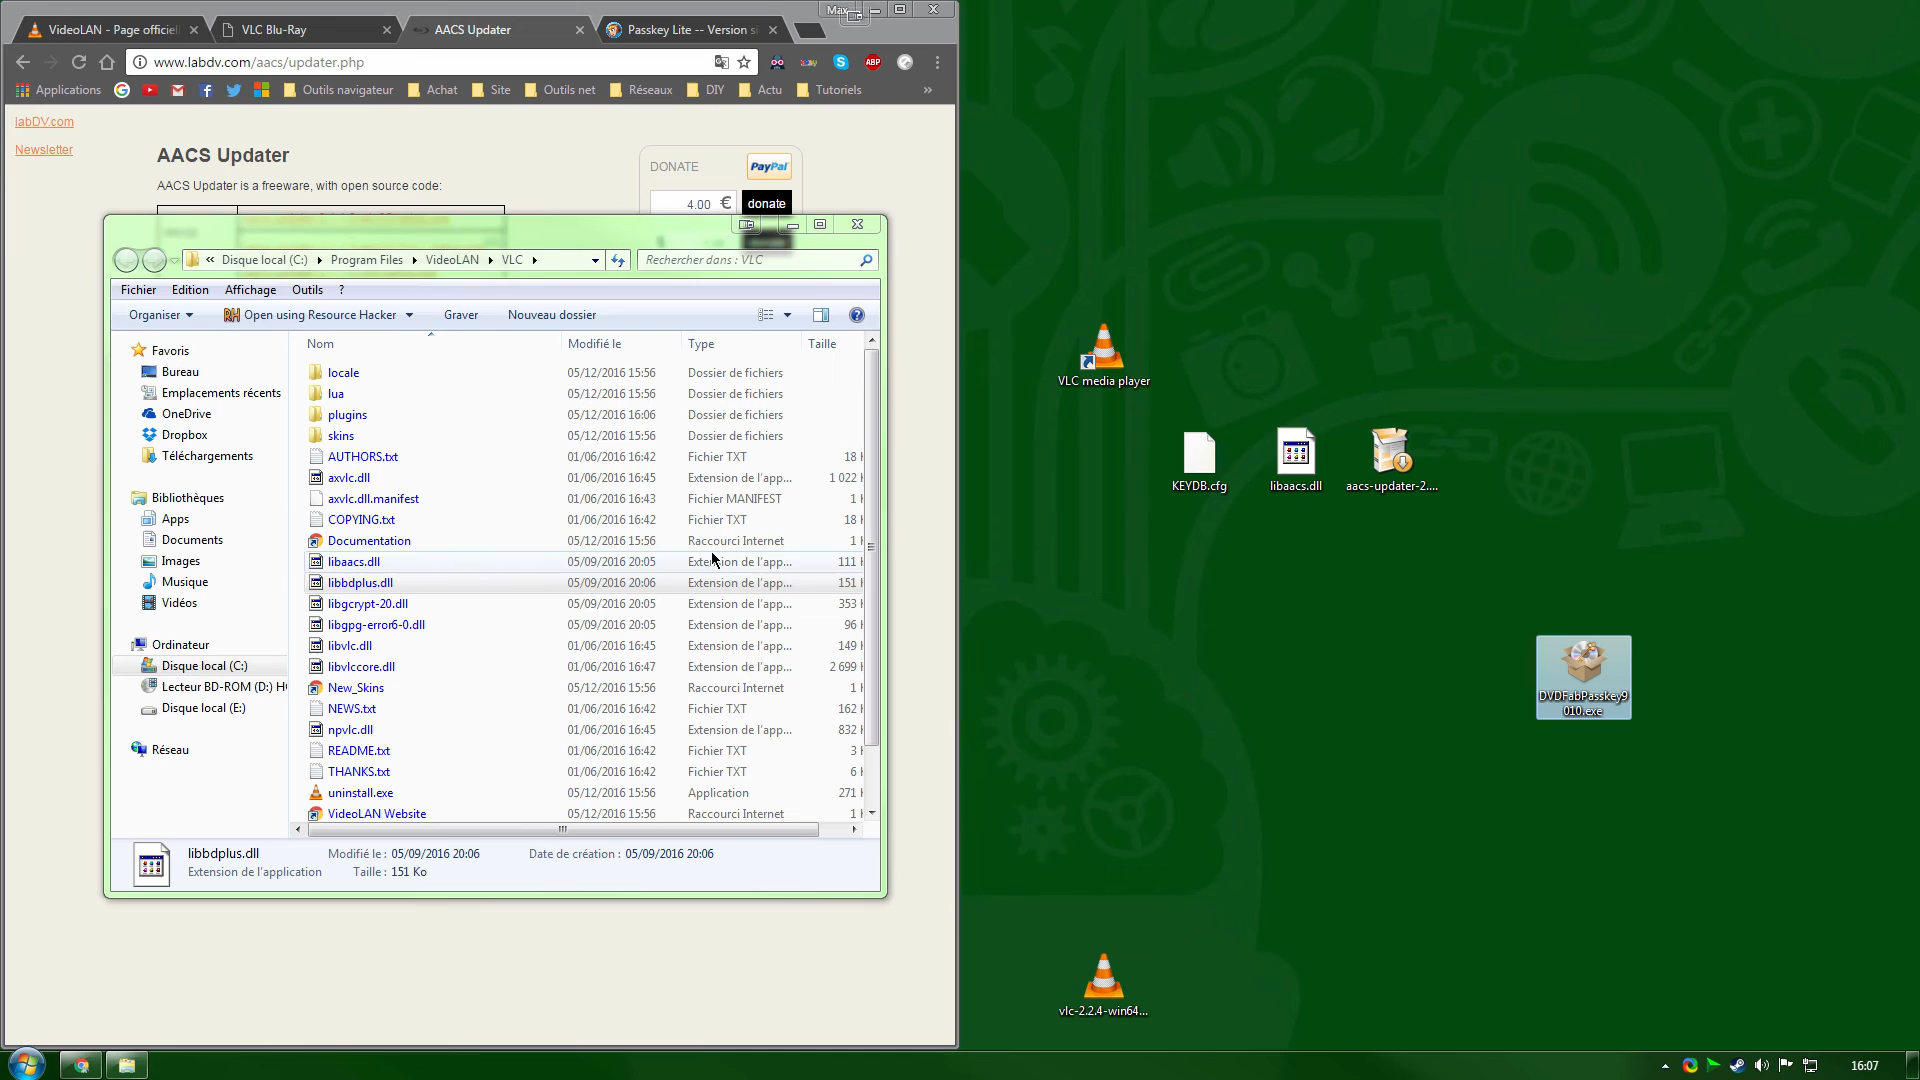 Max
VideoLAN - Page officiel
VLC Blu-Ray
AACS Updater
Passkey Lite -- Version s
www.labdv.com/aacs/updater.php
ABP
Applications
Outils navigateur
Achat
Site
Outils net
Réseaux
DIY
Actu
Tutoriels
»
labDV.com
Newsletter
AACS Updater
AACS Updater is a freeware, with open source code:
DONATE
PayPal
4.00 €
donate
« Disque local (C:) Program Files VideoLAN VLC
Rechercher dans : VLC
Fichier Edition Affichage Outils ?
Organiser
Open using Resource Hacker
Graver
Nouveau dossier
Nom Modifié le Type Taille
Favoris
Bureau
Emplacements récents
OneDrive
Dropbox
Téléchargements
Bibliothèques
Apps
Documents
Images
Musique
Vidéos
Ordinateur
Disque local (C:)
Lecteur BD-ROM (D:) H
Disque local (E:)
Réseau
locale 05/12/2016 15:56 Dossier de fichiers
lua 05/12/2016 15:56 Dossier de fichiers
plugins 05/12/2016 16:06 Dossier de fichiers
skins 05/12/2016 15:56 Dossier de fichiers
AUTHORS.txt 01/06/2016 16:42 Fichier TXT 18
axvlc.dll 01/06/2016 16:45 Extension de l'app... 1 022
axvlc.dll.manifest 01/06/2016 16:43 Fichier MANIFEST 1
COPYING.txt 01/06/2016 16:42 Fichier TXT 18
Documentation 05/12/2016 15:56 Raccourci Internet 1
libaacs.dll 05/09/2016 20:05 Extension de l'app... 111
libbdplus.dll 05/09/2016 20:06 Extension de l'app... 151
libgcrypt-20.dll 05/09/2016 20:05 Extension de l'app... 353
libgpg-error6-0.dll 05/09/2016 20:05 Extension de l'app... 96
libvlc.dll 01/06/2016 16:45 Extension de l'app... 149
libvlccore.dll 01/06/2016 16:47 Extension de l'app... 2 699
New_Skins 05/12/2016 15:56 Raccourci Internet 1
NEWS.txt 01/06/2016 16:42 Fichier TXT 162
npvlc.dll 01/06/2016 16:45 Extension de l'app... 832
README.txt 01/06/2016 16:42 Fichier TXT 3
THANKS.txt 01/06/2016 16:42 Fichier TXT 6
uninstall.exe 05/12/2016 15:56 Application 271
VideoLAN Website 05/12/2016 15:56 Raccourci Internet 1
libbdplus.dll Modifié le : 05/09/2016 20:06 Date de création : 05/09/2016 20:06
Extension de l'application Taille : 151 Ko
VLC media player
KEYDB.cfg
libaacs.dll
aacs-updater-2....
DVDFabPasskey9
010.exe
vlc-2.2.4-win64...
16:07